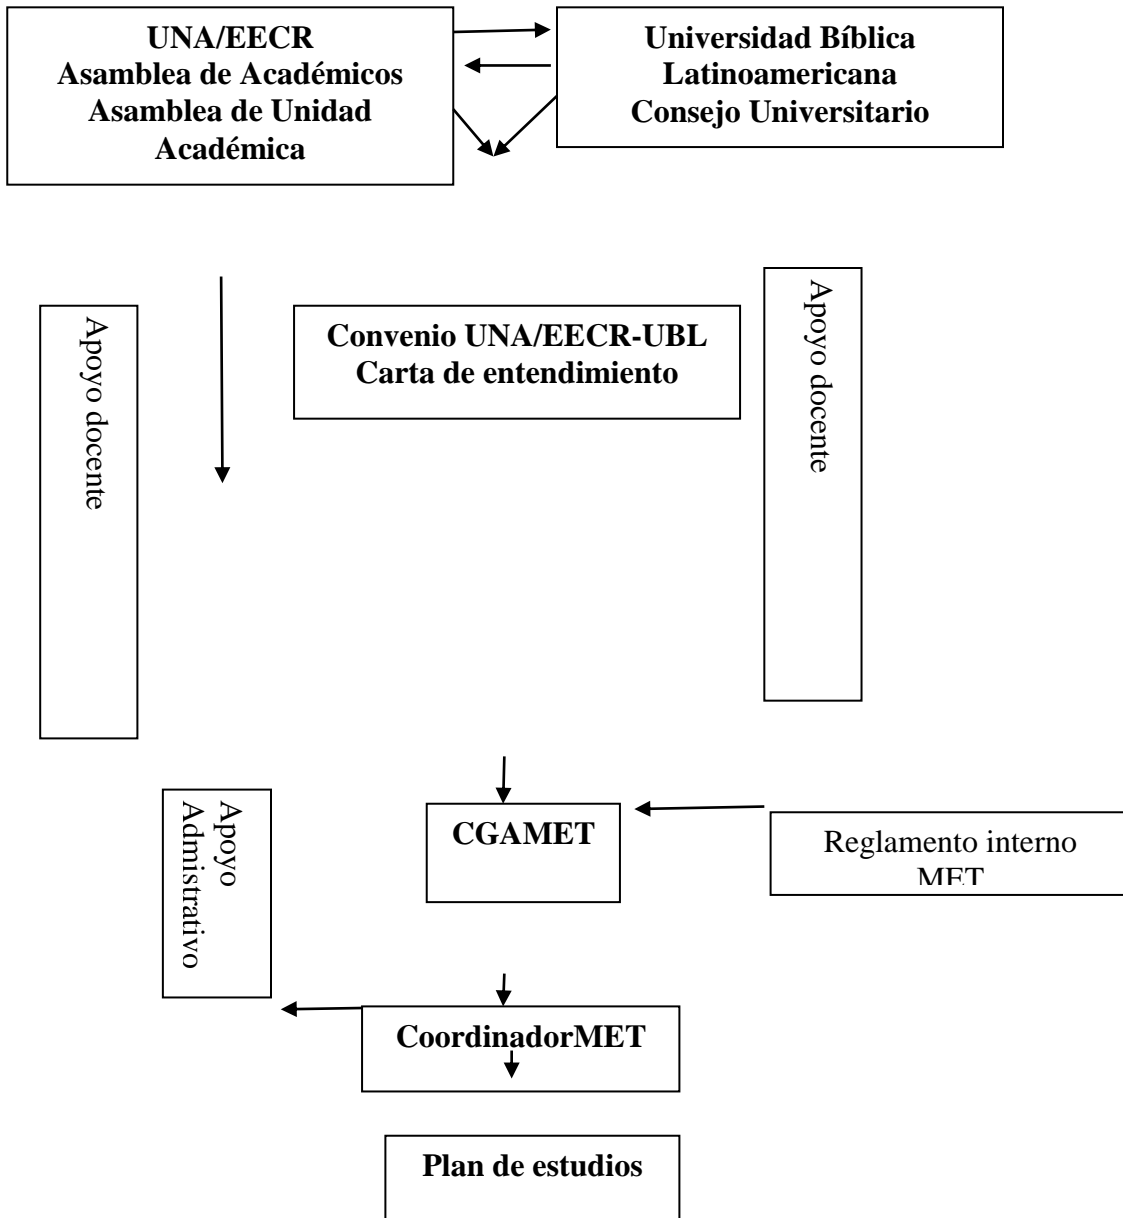 UNA/EECR
Asamblea de Académicos
Asamblea de Unidad
Académica
Universidad Bíblica
Latinoamericana
Consejo Universitario
Apoyo docente
Convenio UNA/EECR-UBL
Carta de entendimiento
Apoyo docente
Apoyo
Admistrativo
CGAMET
Reglamento interno
MET
CoordinadorMET
Plan de estudios